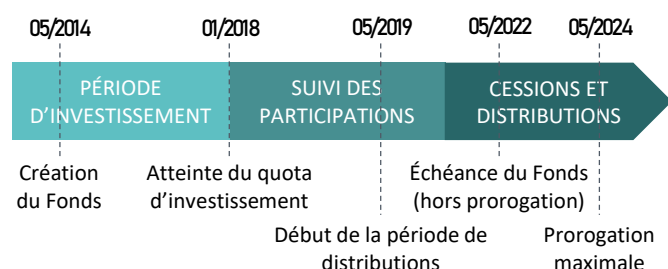 05/2014 01/2018 05/2019 05/2022 05/2024
PÉRIODE
D'INVESTISSEMENT
SUIVI DES
PARTICIPATIONS
CESSIONS ET
DISTRIBUTIONS
Création
du Fonds
Atteinte du quota
d'investissement
Échéance du Fonds
(hors prorogation)
Début de la période de
distributions
Prorogation
maximale